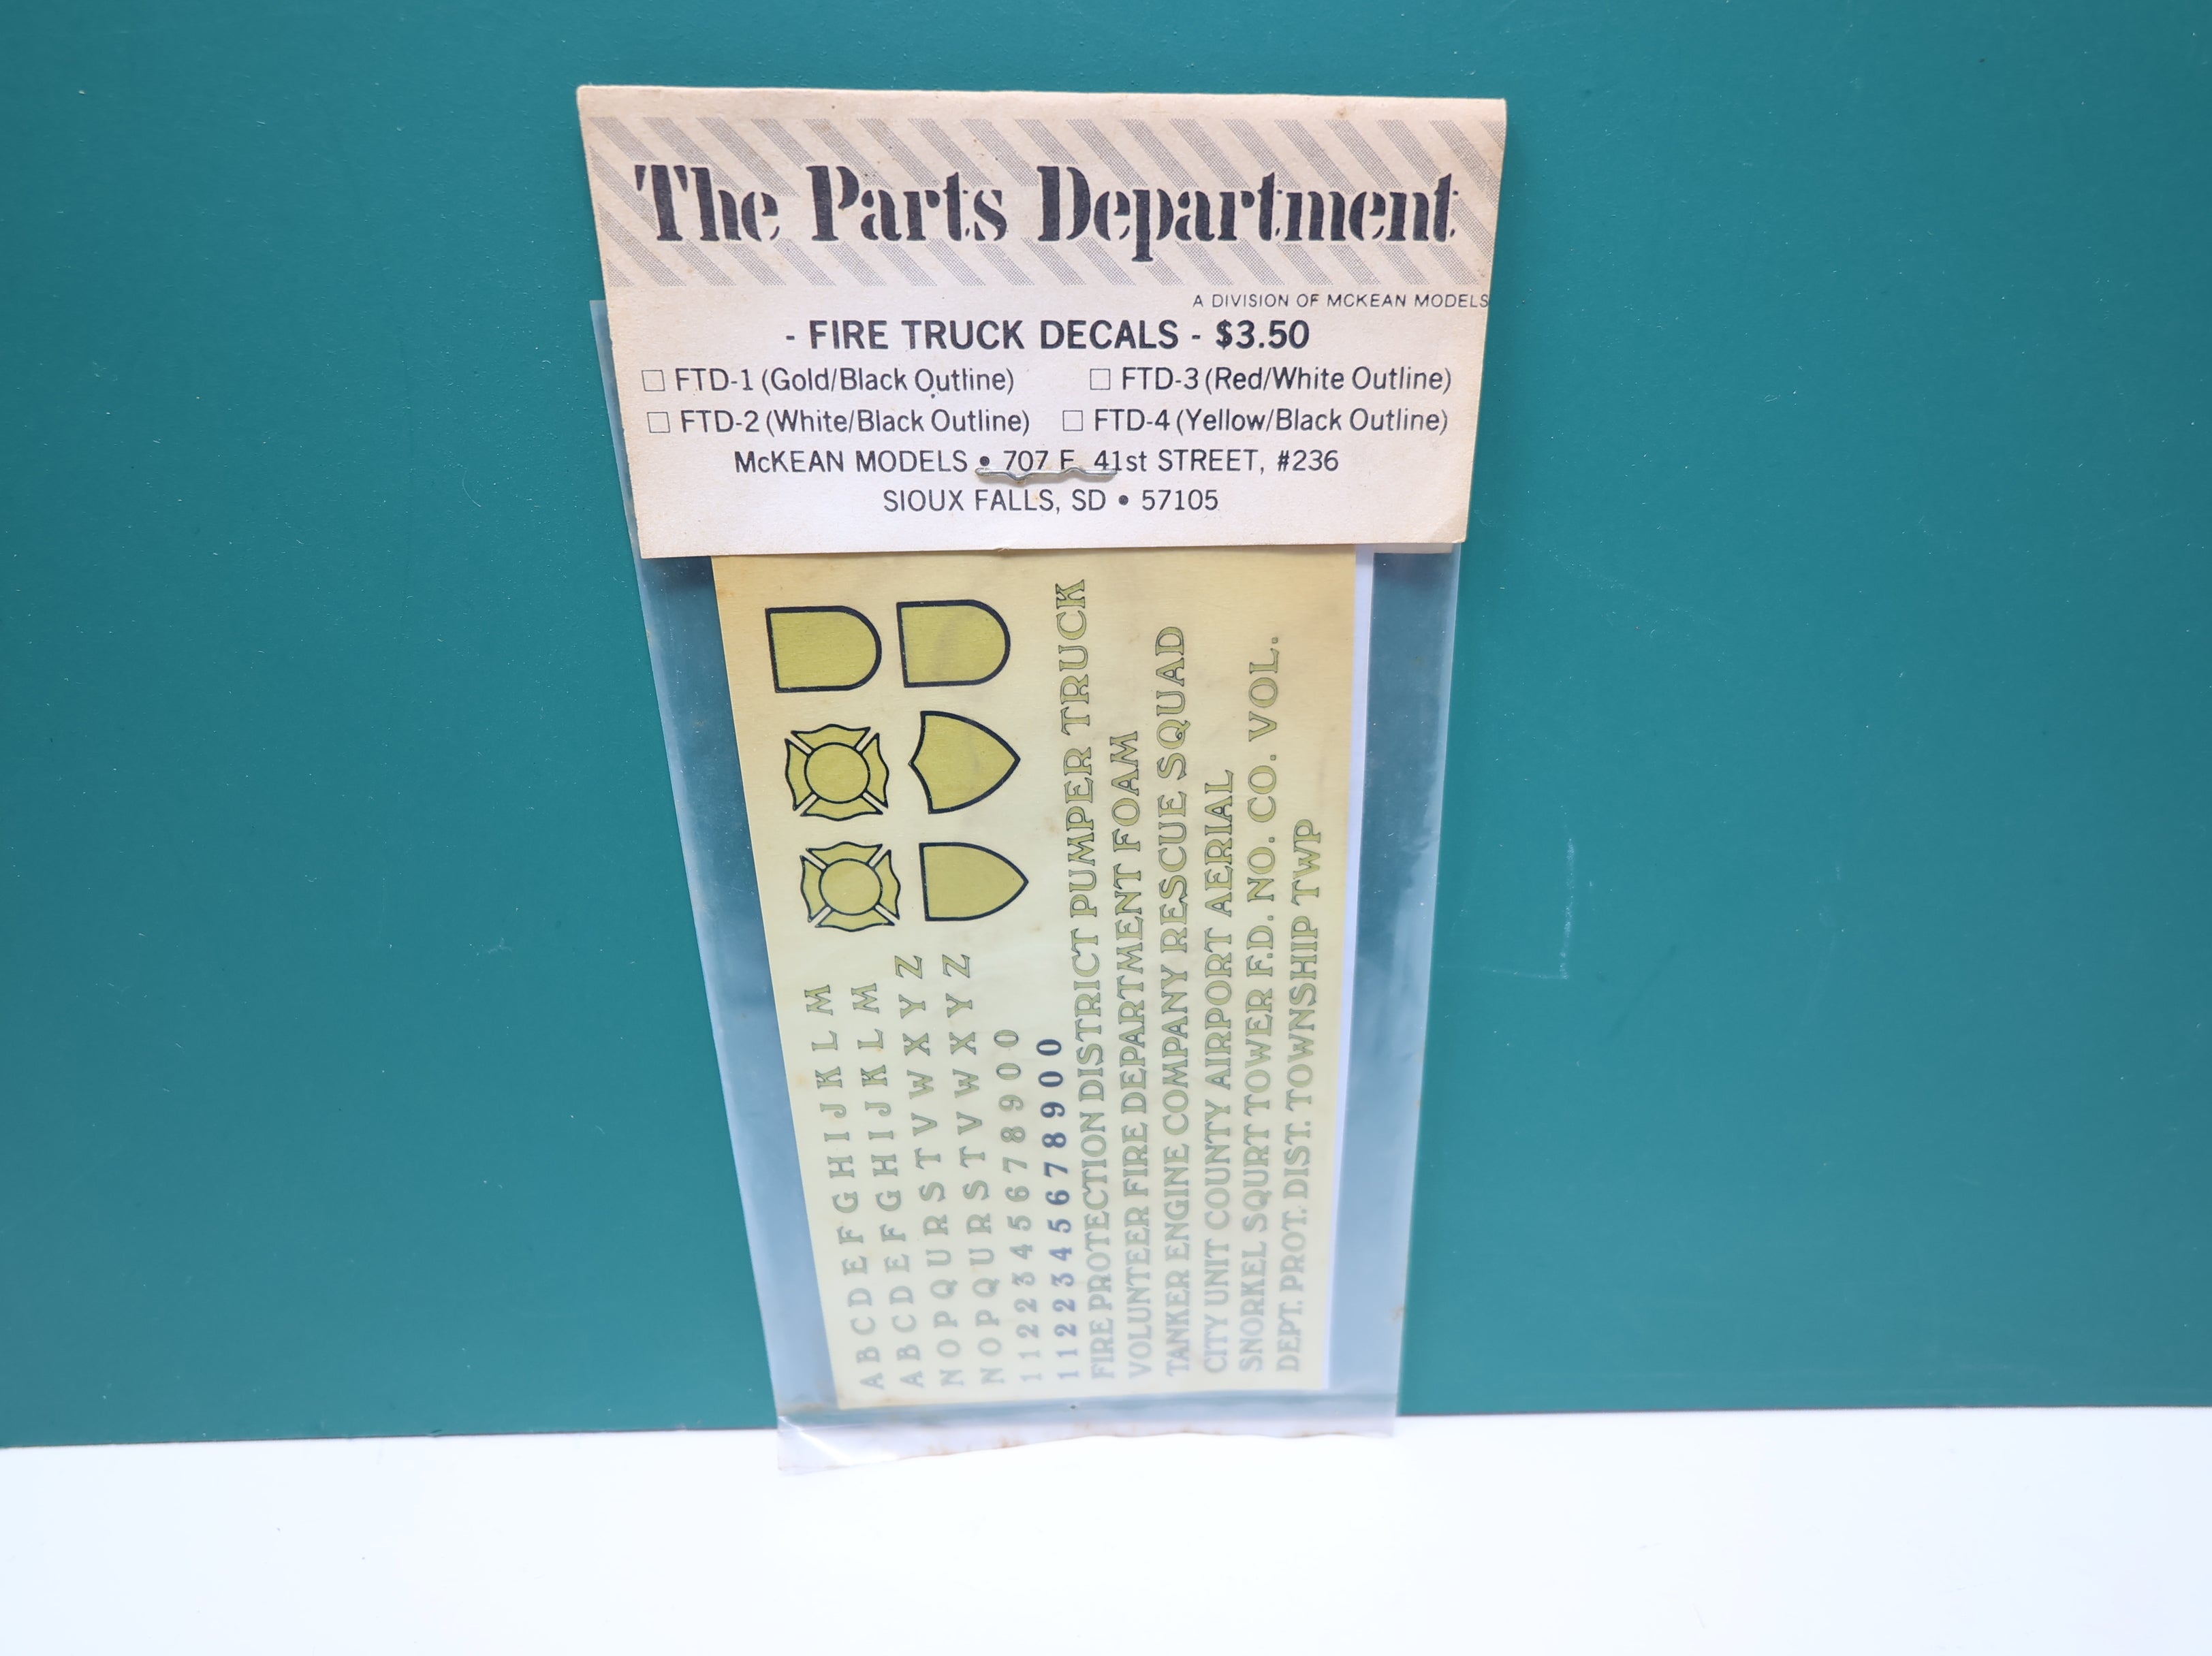 The Parts Department
A DIVISION OF MCKEAN MODELS
- FIRE TRUCK DECALS - $3.50
☐ FTD-1 (Gold/Black Outline) ☐ FTD-3 (Red/White Outline)
☐ FTD-2 (White/Black Outline) ☐ FTD-4 (Yellow/Black Outline)
McKEAN MODELS • 707 E. 41st STREET, #236
SIOUX FALLS, SD • 57105
A B C D E F G H I J K L M
A B C D E F G H I J K L M
N O P Q U R S T V W X Y Z
N O P Q U R S T V W X Y Z
1 1 2 2 3 4 5 6 7 8 9 0 0
1 1 2 2 3 4 5 6 7 8 9 0 0
FIRE PROTECTION DISTRICT PUMPER TRUCK
VOLUNTEER FIRE DEPARTMENT FOAM
TANKER ENGINE COMPANY RESCUE SQUAD
CITY UNIT COUNTY AIRPORT AERIAL
SNORKEL SQURT TOWER F.D. NO. CO. VOL.
DEPT. PROT. DIST. TOWNSHIP TWP